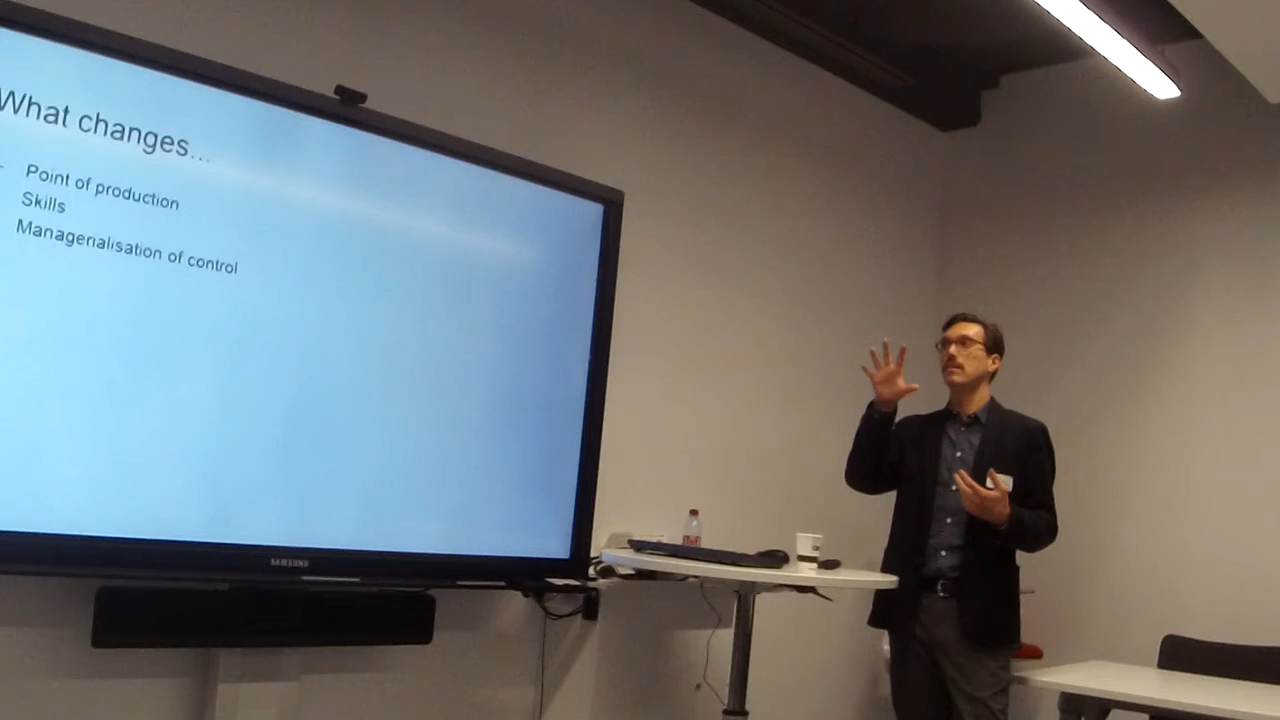 What changes...
Point of production
Skills
Managerialisation of control
SAMSUNG